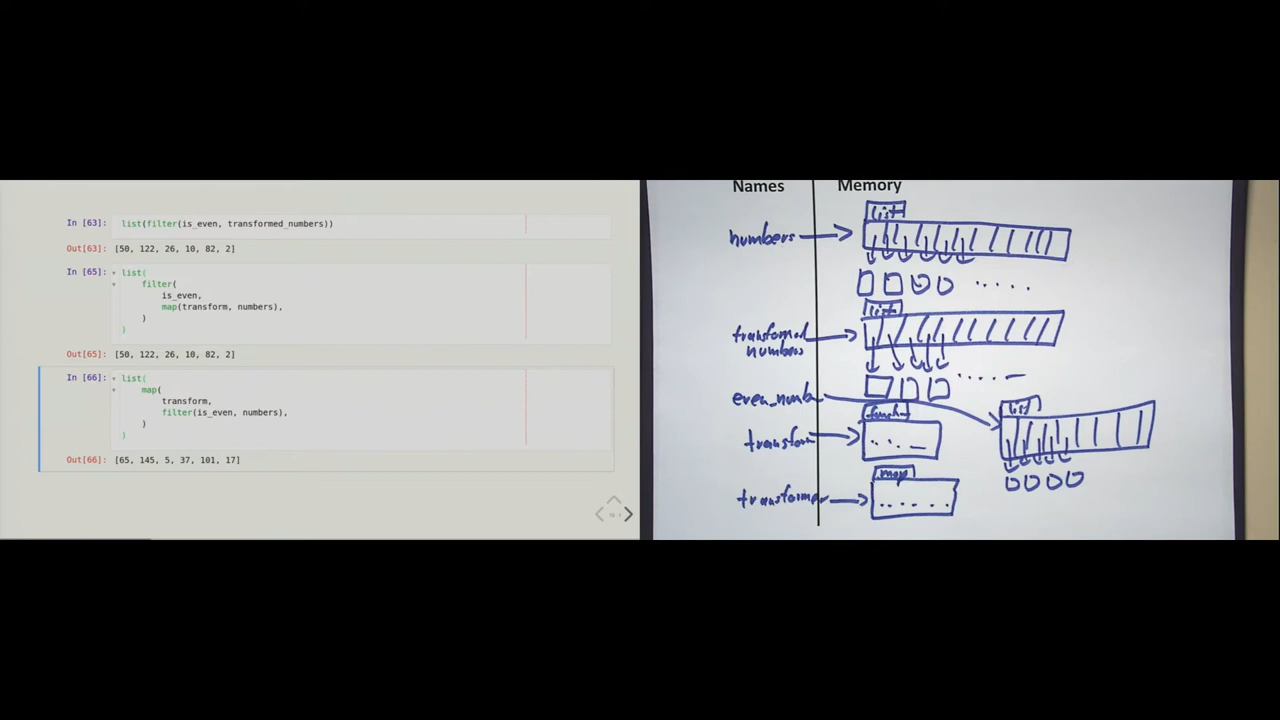 In [63]: list(filter(is_even, transformed_numbers))
Out[63]: [50, 122, 26, 10, 82, 2]
In [65]: list(
filter(
is_even,
map(transform, numbers),
)
)
Out[65]: [50, 122, 26, 10, 82, 2]
In [66]: list(
map(
transform,
filter(is_even, numbers),
)
)
Out[66]: [65, 145, 5, 37, 101, 17]
Names Memory
list
numbers
list
transformed
numbers
even_numb
list
transform
map
transformer